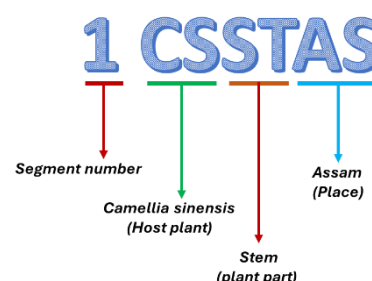 1 CSSTAS
Segment number
Assam
(Place)
Camellia sinensis
(Host plant)
Stem
(plant part)